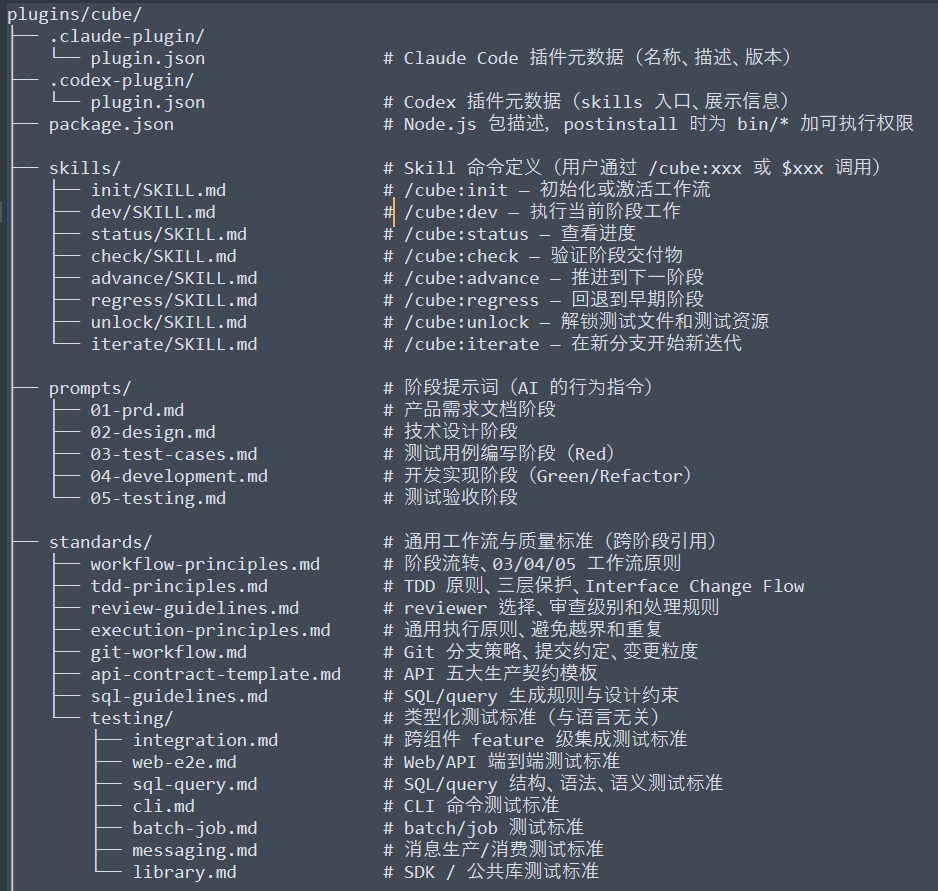 plugins/cube/
├── .claude-plugin/
│   └── plugin.json                 # Claude Code 插件元数据（名称、描述、版本）
├── .codex-plugin/
│   └── plugin.json                 # Codex 插件元数据（skills 入口、展示信息）
├── package.json                    # Node.js 包描述, postinstall 时为 bin/* 加可执行权限
├── skills/                         # Skill 命令定义（用户通过 /cube:xxx 或 $xxx 调用）
│   ├── init/SKILL.md               # /cube:init — 初始化或激活工作流
│   ├── dev/SKILL.md                # /cube:dev — 执行当前阶段工作
│   ├── status/SKILL.md             # /cube:status — 查看进度
│   ├── check/SKILL.md              # /cube:check — 验证阶段交付物
│   ├── advance/SKILL.md            # /cube:advance — 推进到下一阶段
│   ├── regress/SKILL.md            # /cube:regress — 回退到早期阶段
│   ├── unlock/SKILL.md             # /cube:unlock — 解锁测试文件和测试资源
│   └── iterate/SKILL.md            # /cube:iterate — 在新分支开始新迭代
├── prompts/                        # 阶段提示词（AI 的行为指令）
│   ├── 01-prd.md                   # 产品需求文档阶段
│   ├── 02-design.md                # 技术设计阶段
│   ├── 03-test-cases.md            # 测试用例编写阶段（Red）
│   ├── 04-development.md           # 开发实现阶段（Green/Refactor）
│   └── 05-testing.md               # 测试验收阶段
├── standards/                      # 通用工作流与质量标准（跨阶段引用）
│   ├── workflow-principles.md      # 阶段流转、03/04/05 工作流原则
│   ├── tdd-principles.md           # TDD 原则、三层保护、Interface Change Flow
│   ├── review-guidelines.md        # reviewer 选择、审查级别和处理规则
│   ├── execution-principles.md     # 通用执行原则、避免越界和重复
│   ├── git-workflow.md             # Git 分支策略、提交约定、变更粒度
│   ├── api-contract-template.md    # API 五大生产契约模板
│   ├── sql-guidelines.md           # SQL/query 生成规则与设计约束
│   └── testing/                    # 类型化测试标准（与语言无关）
│       ├── integration.md          # 跨组件 feature 级集成测试标准
│       ├── web-e2e.md              # Web/API 端到端测试标准
│       ├── sql-query.md            # SQL/query 结构、语法、语义测试标准
│       ├── cli.md                  # CLI 命令测试标准
│       ├── batch-job.md            # batch/job 测试标准
│       ├── messaging.md            # 消息生产/消费测试标准
│       └── library.md              # SDK / 公共库测试标准